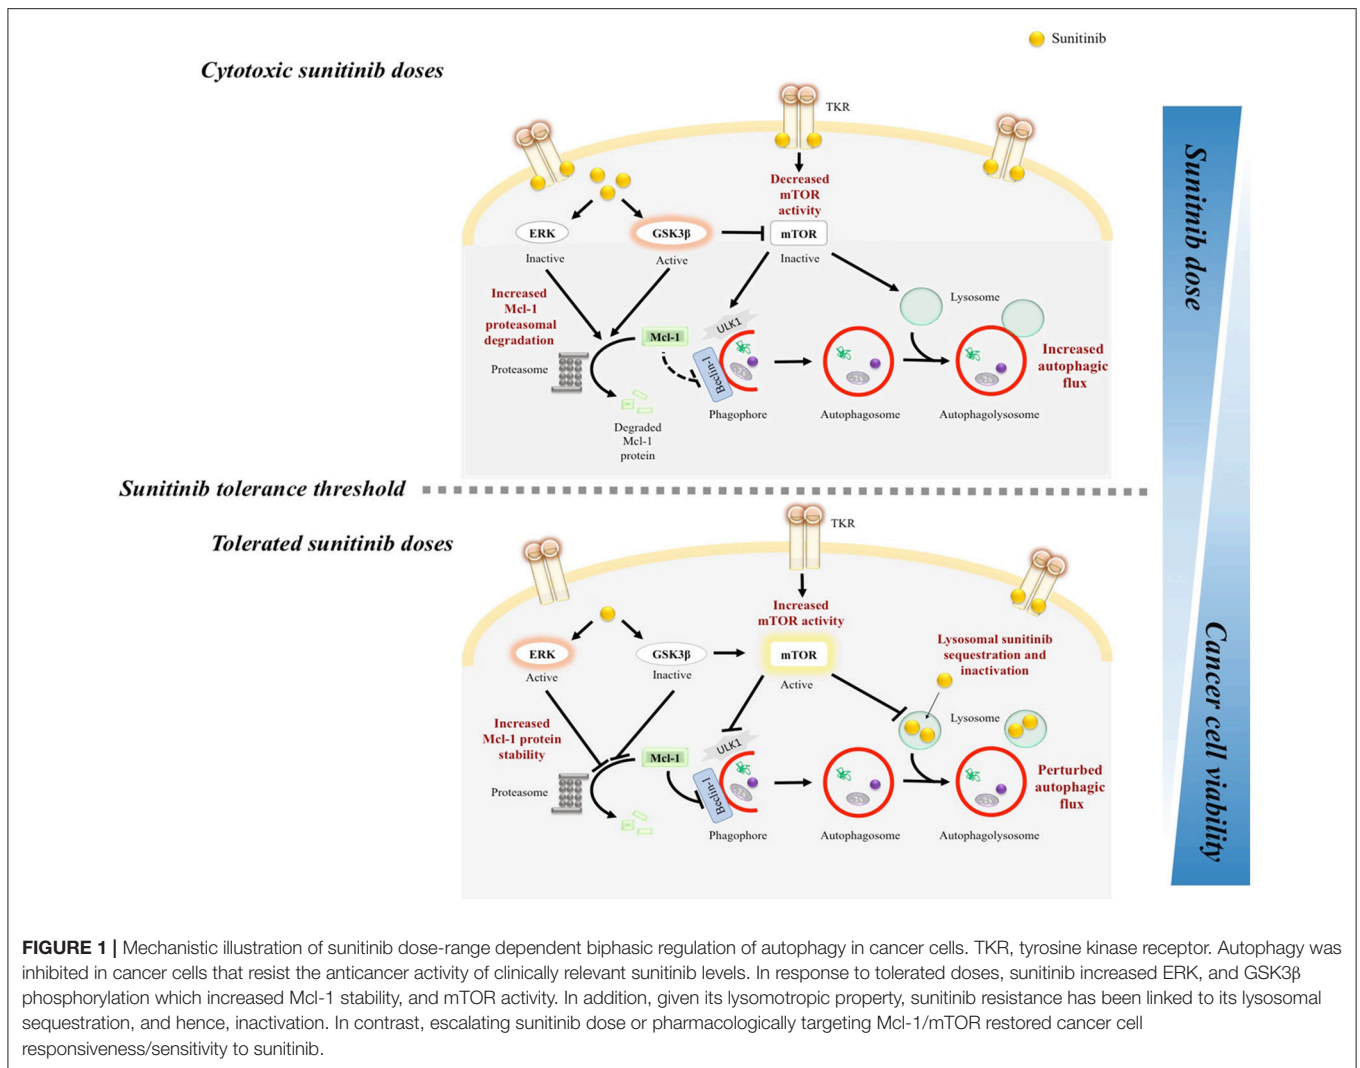 Sunitinib
Cytotoxic sunitinib doses
TKR
Decreased
mTOR
activity
ERK
GSK3β
mTOR
Inactive
Active
Inactive
Increased
Mcl-1
proteasomal
degradation
Lysosome
ULK1
Mcl-1
Beclin-1
Proteasome
Increased
autophagic
flux
Phagophore
Autophagosome
Autophagolysosome
Degraded
Mcl-1
protein
Sunitnib dose
Sunitinib tolerance threshold
Tolerated sunitinib doses
TKR
Increased
mTOR activity
Lysosomal sunitinib
sequestration and
inactivation
ERK
GSK3β
mTOR
Active
Inactive
Active
Increased
Mcl-1 protein
stability
Lysosome
ULK1
Mcl-1
Beclin-1
Proteasome
Perturbed
autophagic
flux
Phagophore
Autophagosome
Autophagolysosome
Cancer cell viability
FIGURE 1 | Mechanistic illustration of sunitinib dose-range dependent biphasic regulation of autophagy in cancer cells. TKR, tyrosine kinase receptor. Autophagy was
inhibited in cancer cells that resist the anticancer activity of clinically relevant sunitinib levels. In response to tolerated doses, sunitinib increased ERK, and GSK3β
phosphorylation which increased Mcl-1 stability, and mTOR activity. In addition, given its lysomotropic property, sunitinib resistance has been linked to its lysosomal
sequestration, and hence, inactivation. In contrast, escalating sunitinib dose or pharmacologically targeting Mcl-1/mTOR restored cancer cell
responsiveness/sensitivity to sunitinib.